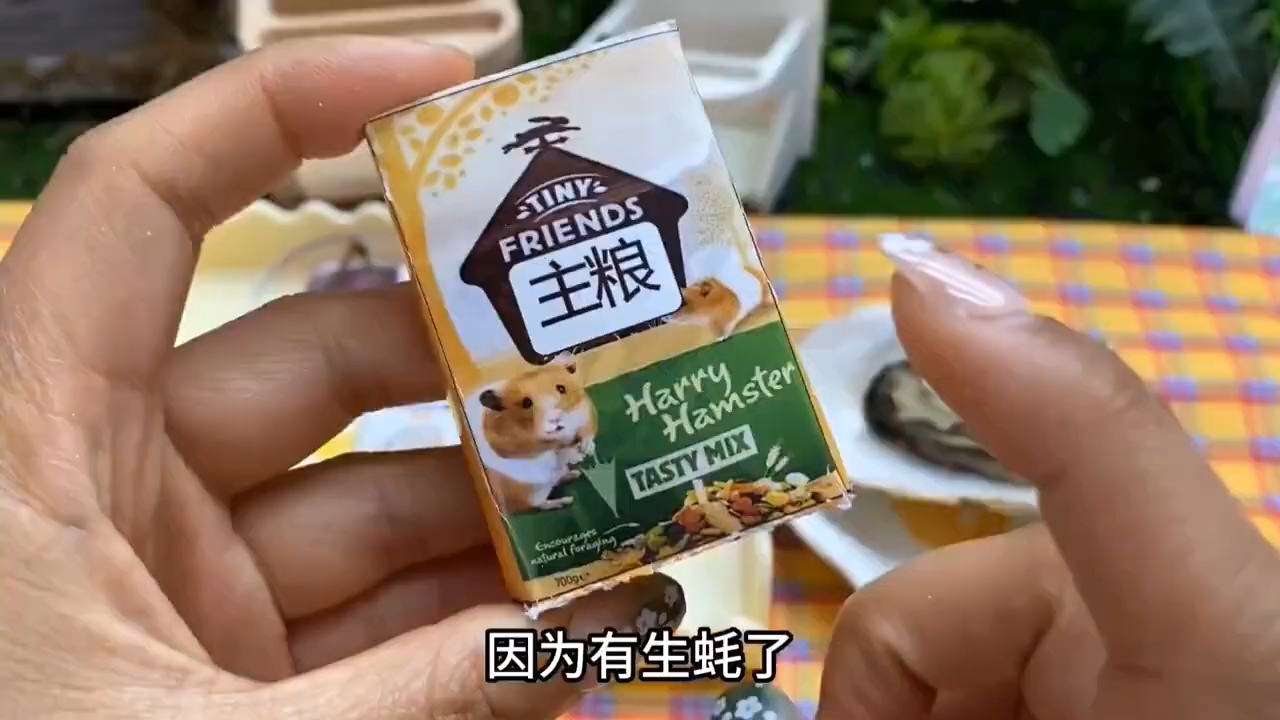 TINY
FRIENDS
主粮
Harry
Hamster
TASTY MIX
Encourages
natural foraging
700g e
因为有生蚝了